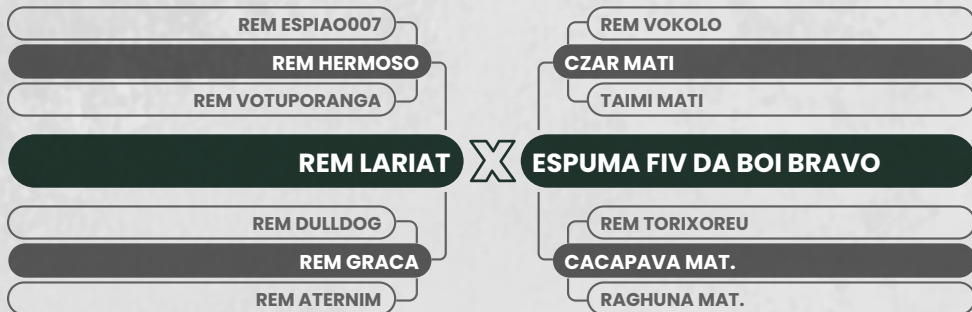 REM ESPIAO007
REM HERMOSO
REM VOTUPORANGA
REM VOKOLO
CZAR MATI
TAIMI MATI
REM LARIAT X ESPUMA FIV DA BOI BRAVO
REM DULLDOG
REM GRACA
REM ATERNIM
REM TORIXOREU
CACAPAVA MAT.
RAGHUNA MAT.